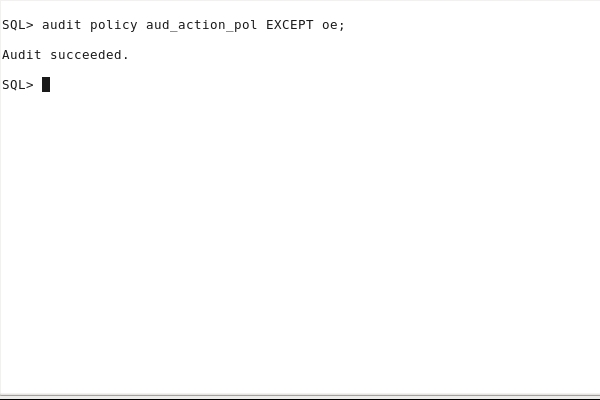 SQL> audit policy aud_action_pol EXCEPT oe;
Audit succeeded.
SQL>